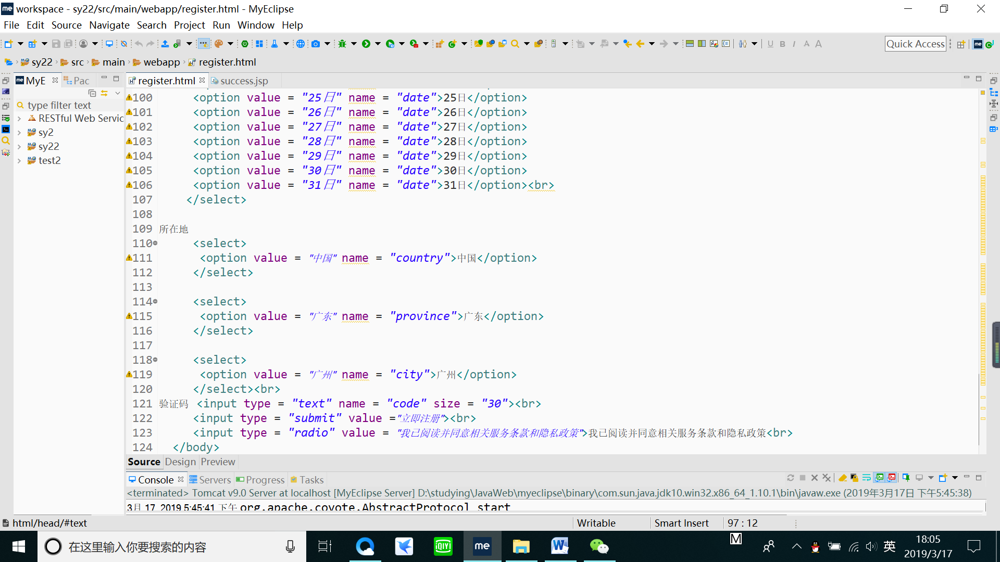 workspace - sy22/src/main/webapp/register.html - MyEclipse
File Edit Source Navigate Search Project Run Window Help
Quick Access
sy22 src main webapp register.html
MyE Pac register.html success.jsp
type filter text
RESTful Web Servic
sy2
sy22
test2
100 <option value = "25日" name = "date">25日</option>
101 <option value = "26日" name = "date">26日</option>
102 <option value = "27日" name = "date">27日</option>
103 <option value = "28日" name = "date">28日</option>
104 <option value = "29日" name = "date">29日</option>
105 <option value = "30日" name = "date">30日</option>
106 <option value = "31日" name = "date">31日</option><br>
107 </select>
108
109 所在地
110 <select>
111 <option value = "中国" name = "country">中国</option>
112 </select>
113
114 <select>
115 <option value = "广东" name = "province">广东</option>
116 </select>
117
118 <select>
119 <option value = "广州" name = "city">广州</option>
120 </select><br>
121 验证码 <input type = "text" name = "code" size = "30"><br>
122 <input type = "submit" value ="立即注册"><br>
123 <input type = "radio" value = "我已阅读并同意相关服务条款和隐私政策">我已阅读并同意相关服务条款和隐私政策<br>
124 </body>
Source Design Preview
Console Servers Progress Tasks
<terminated> Tomcat v9.0 Server at localhost [MyEclipse Server] D:\studying\JavaWeb\myeclipse\binary\com.sun.java.jdk10.win32.x86_64_1.10.1\bin\javaw.exe (2019年3月17日 下午5:45:38)
3月 17, 2019 5:45:41 下午 org.apache.coyote.AbstractProtocol start
html/head/#text Writable Smart Insert 97 : 12
在这里输入你要搜索的内容
iQIYI
me
W
M
英
18:05
2019/3/17